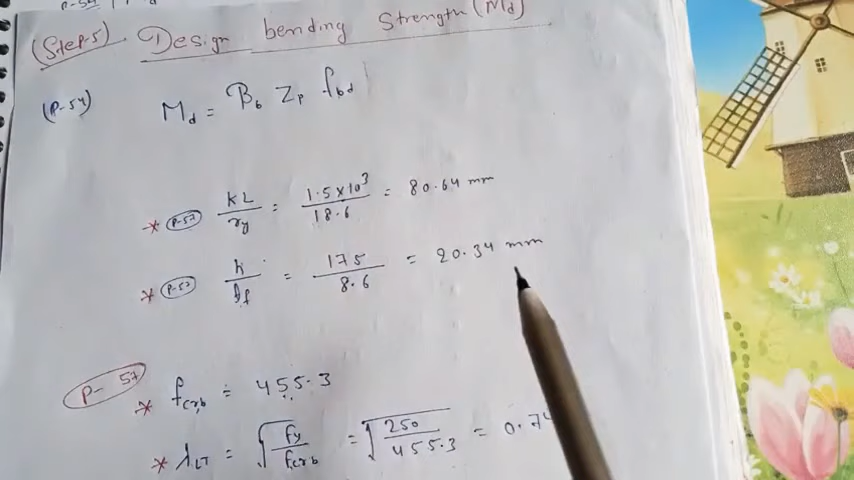 (Step-5) Design bending Strength (Md)
(P-54) Md = Bb Zp fbd
* P-57 KL/ry = 1.5×10³/18.6 = 80.64 mm
* P-57 h/tf = 175/8.6 = 20.34 mm
P-57
* fcr,b = 455.3
* λLT = √fy/fcrb = √250/455.3 = 0.74